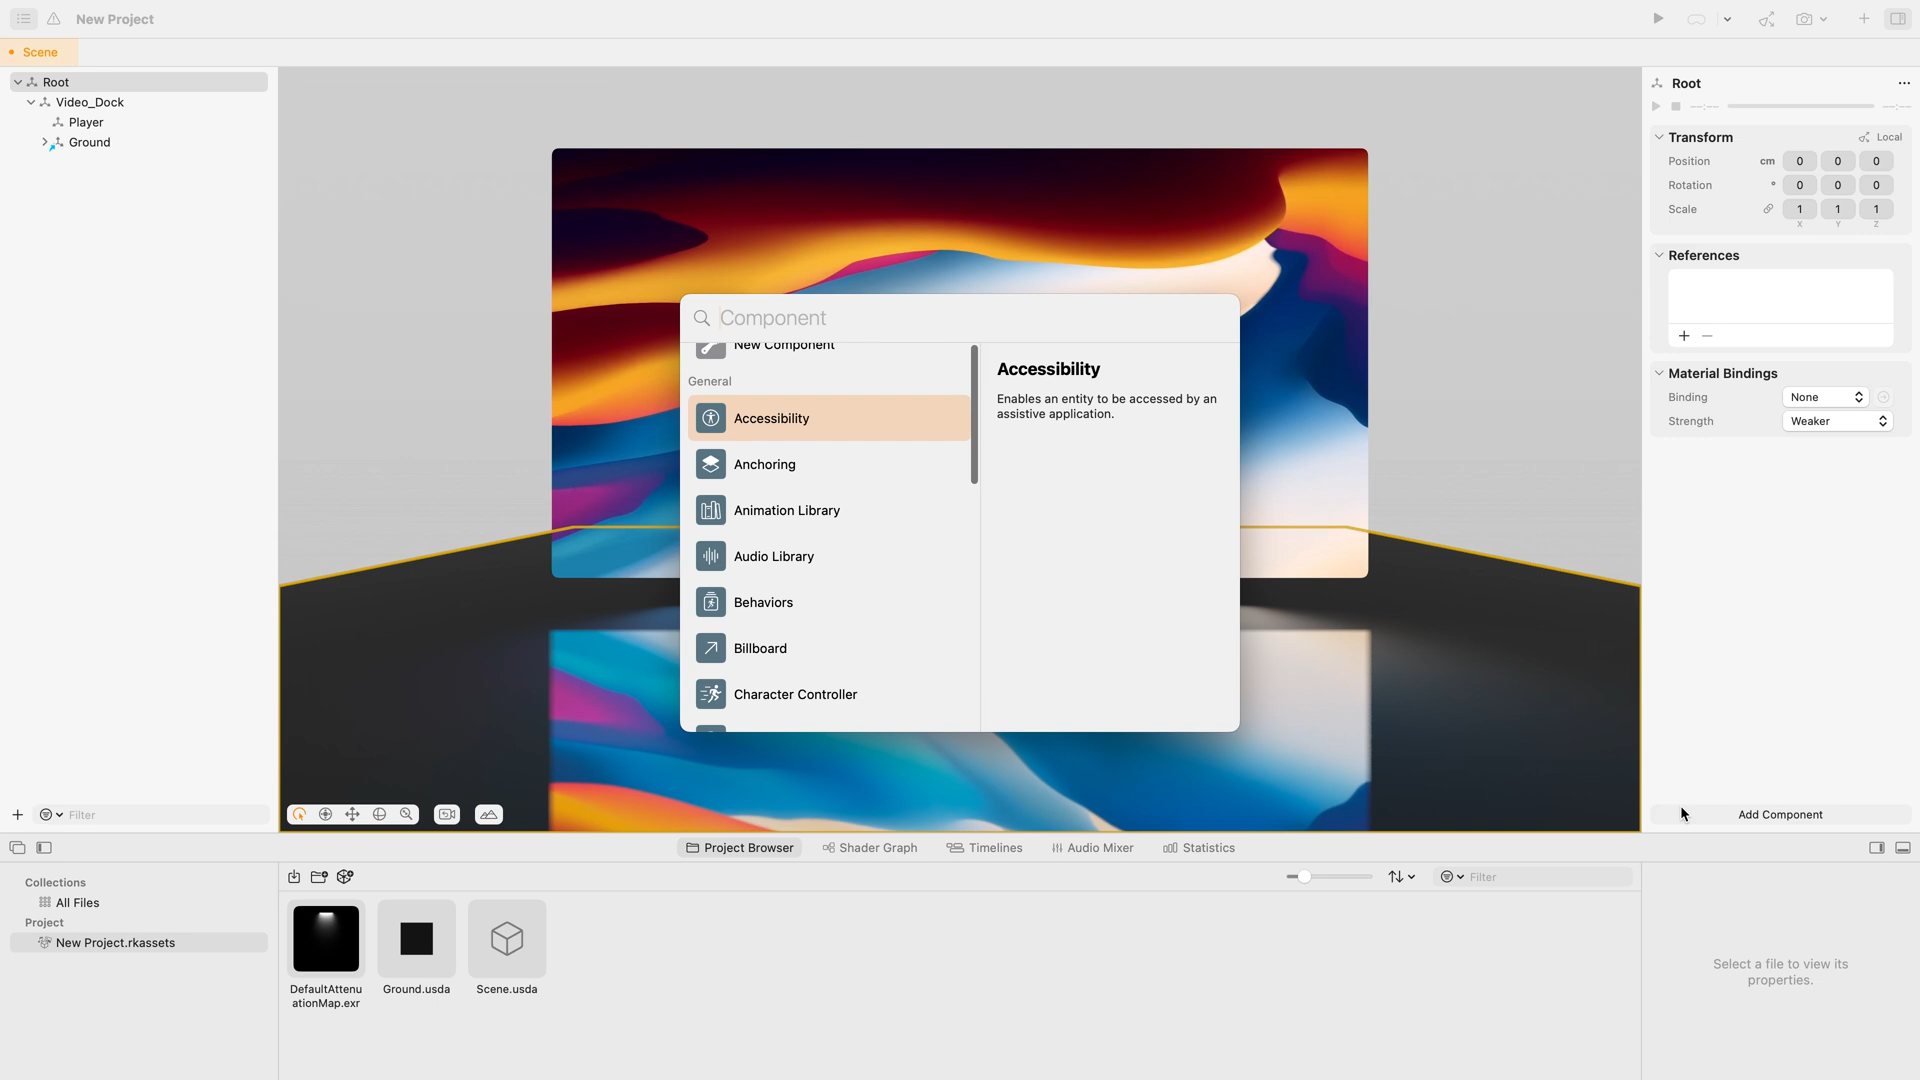 New Project
Scene
Root
Video_Dock
Player
Ground
Filter
Component
New Component
General
Accessibility
Anchoring
Animation Library
Audio Library
Behaviors
Billboard
Character Controller
Accessibility
Enables an entity to be accessed by an
assistive application.
Root
--:--
--:--
Transform
Local
Position cm 0 0 0
Rotation ° 0 0 0
Scale 1 1 1
X Y Z
References
Material Bindings
Binding None
Strength Weaker
Add Component
Project Browser
Shader Graph
Timelines
Audio Mixer
Statistics
Collections
All Files
Project
New Project.rkassets
Filter
DefaultAttenu
ationMap.exr
Ground.usda
Scene.usda
Select a file to view its
properties.